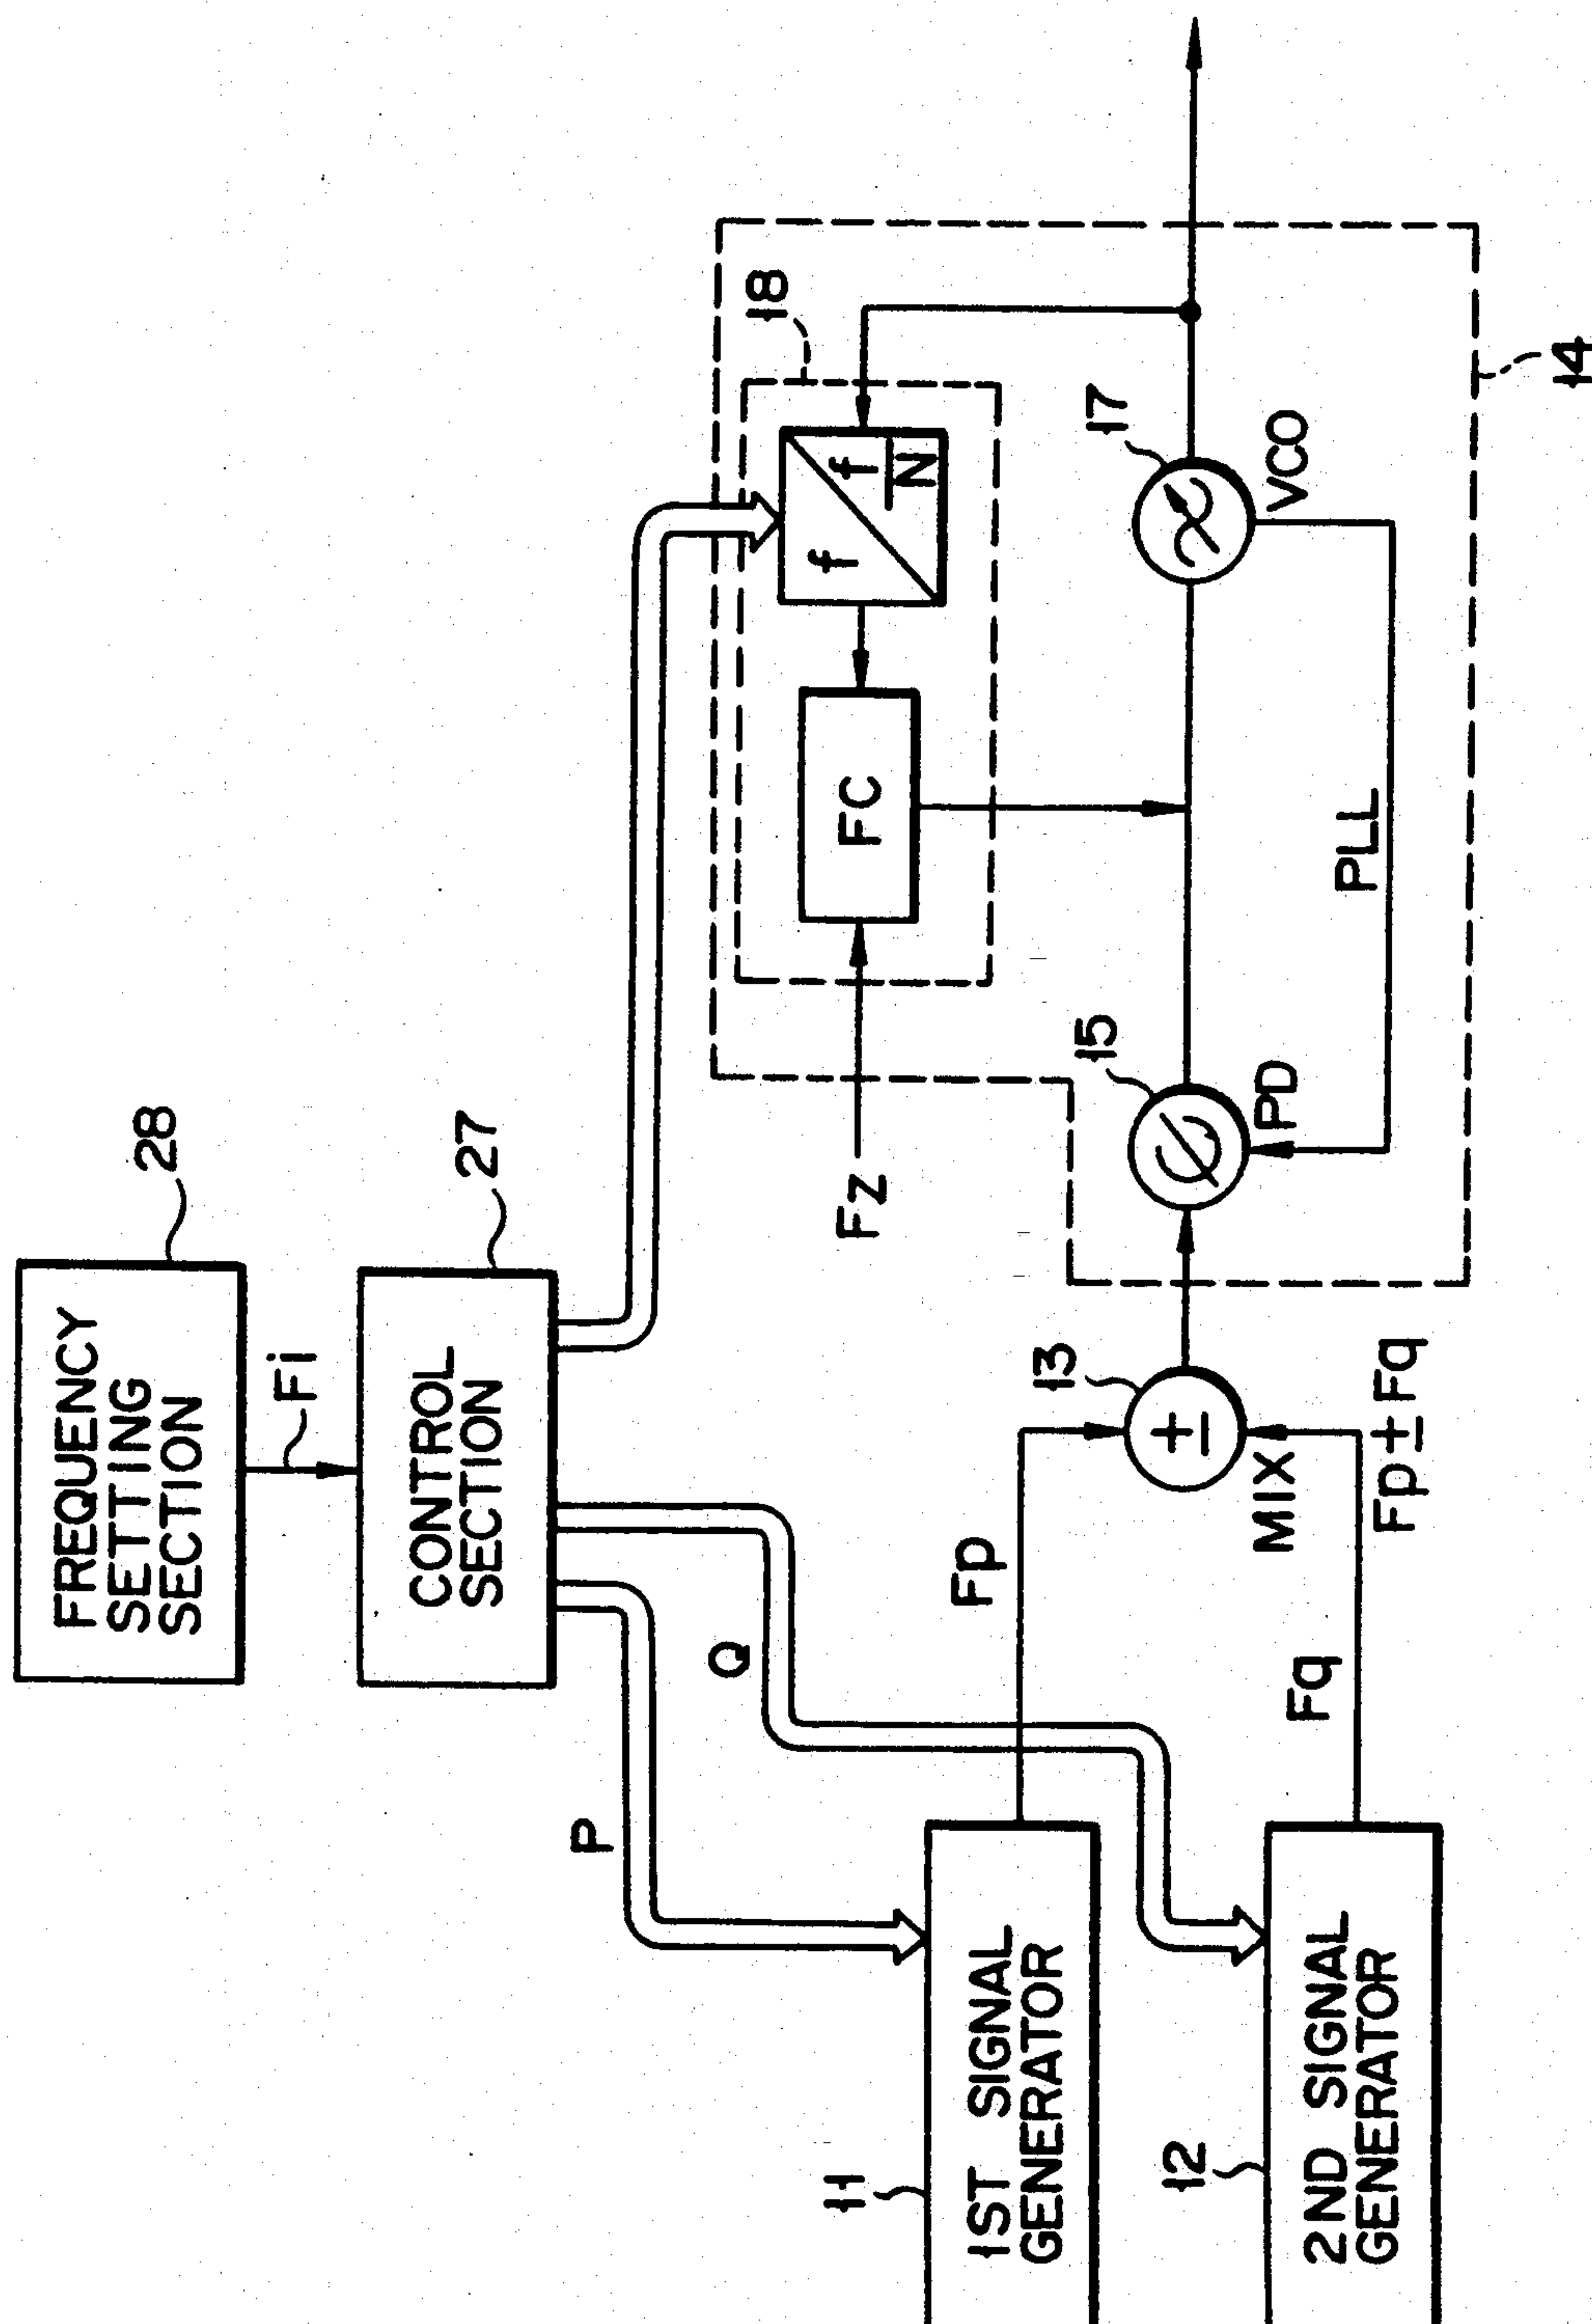 FREQUENCY
SETTING
SECTION
28
Fi
CONTROL
SECTION
27
P
Q
18
f
f
N
FC
Fz
17
VCO
15
PD
PLL
14
13
MIX
Fp±Fq
Fp
Fq
11
1ST SIGNAL
GENERATOR
12
2ND SIGNAL
GENERATOR